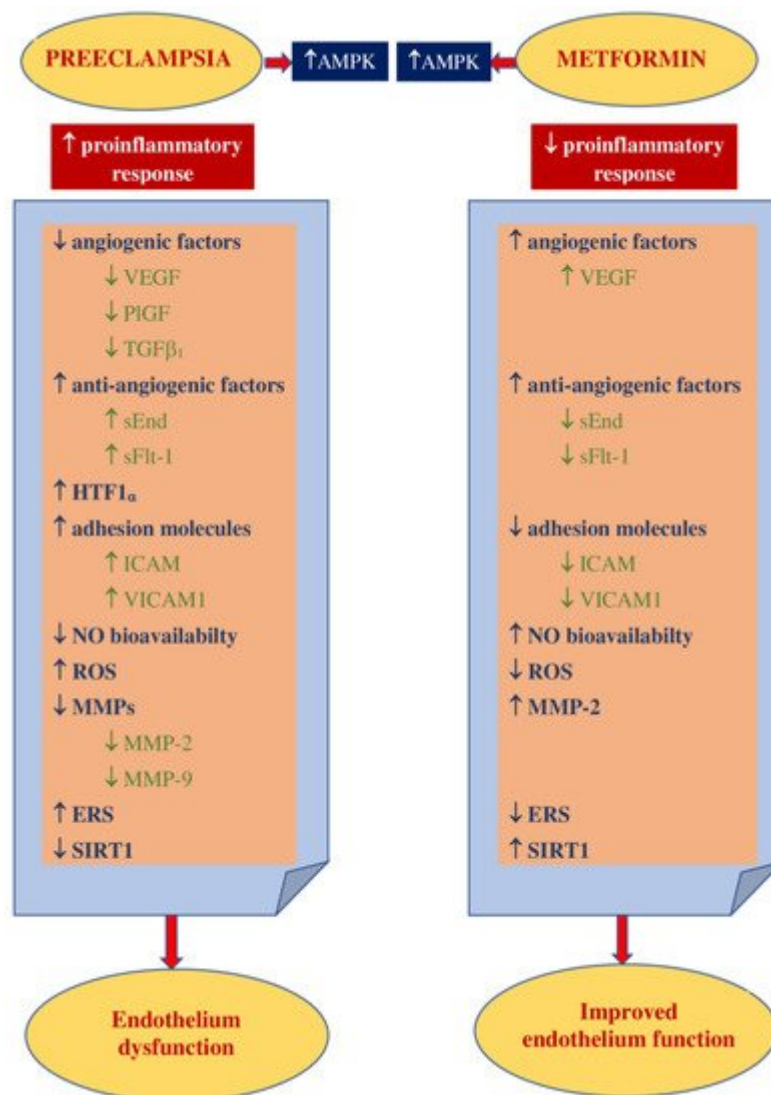 PREECLAMPSIA
↑AMPK
↑AMPK
METFORMIN
↑ proinflammatory
response
↓ angiogenic factors
↓ VEGF
↓ PlGF
↓ TGFβ₁
↑ anti-angiogenic factors
↑ sEnd
↑ sFlt-1
↑ HTF1α
↑ adhesion molecules
↑ ICAM
↑ VICAM1
↓ NO bioavailabilty
↑ ROS
↓ MMPs
↓ MMP-2
↓ MMP-9
↑ ERS
↓ SIRT1
Endothelium
dysfunction
↓ proinflammatory
response
↑ angiogenic factors
↑ VEGF
↑ anti-angiogenic factors
↓ sEnd
↓ sFlt-1
↓ adhesion molecules
↓ ICAM
↓ VICAM1
↑ NO bioavailabilty
↓ ROS
↑ MMP-2
↓ ERS
↑ SIRT1
Improved
endothelium function